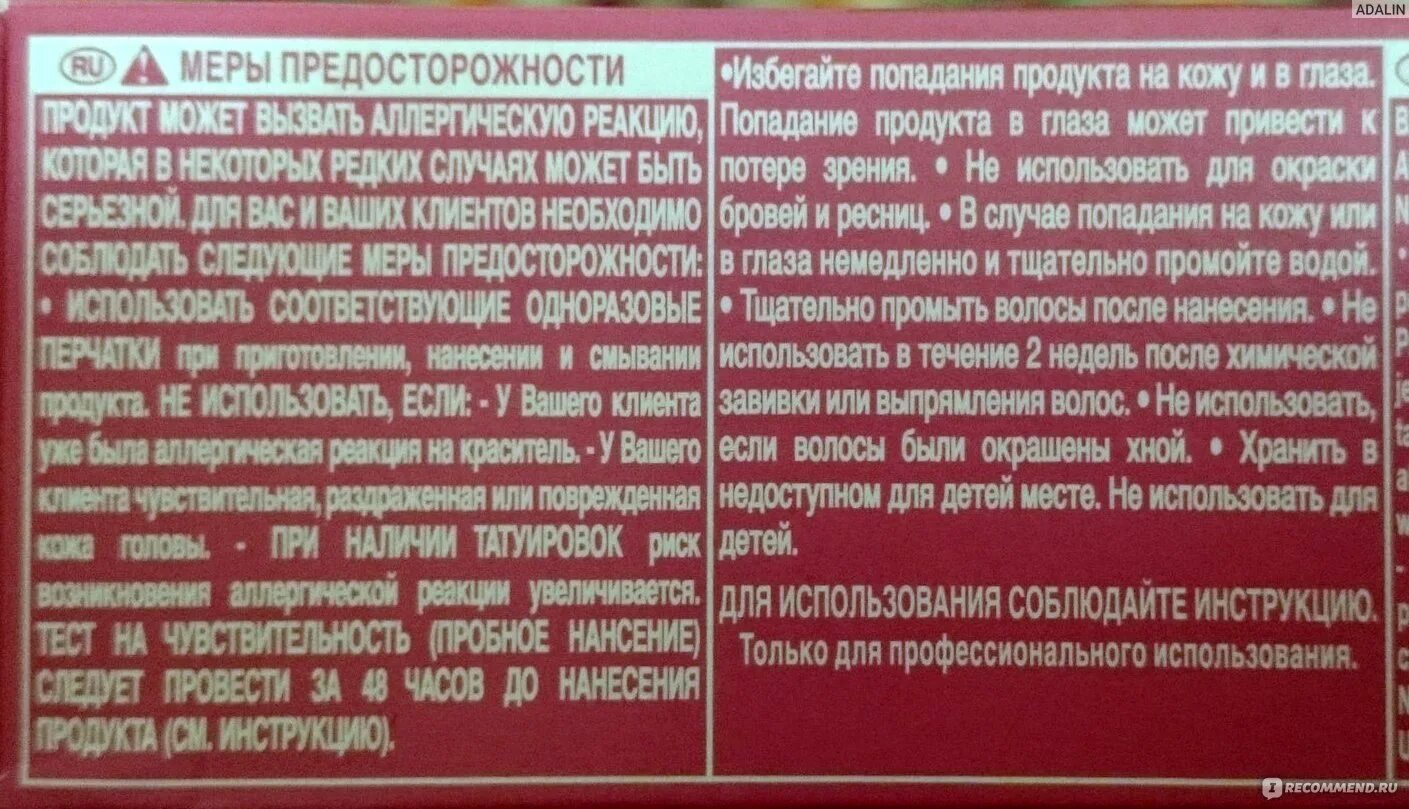 ADALIN
RU МЕРЫ ПРЕДОСТОРОЖНОСТИ
ПРОДУКТ МОЖЕТ ВЫЗВАТЬ АЛЛЕРГИЧЕСКУЮ РЕАКЦИЮ,
КОТОРАЯ В НЕКОТОРЫХ РЕДКИХ СЛУЧАЯХ МОЖЕТ БЫТЬ
СЕРЬЕЗНОЙ. ДЛЯ ВАС И ВАШИХ КЛИЕНТОВ НЕОБХОДИМО
СОБЛЮДАТЬ СЛЕДУЮЩИЕ МЕРЫ ПРЕДОСТОРОЖНОСТИ:
• ИСПОЛЬЗОВАТЬ СООТВЕТСТВУЮЩИЕ ОДНОРАЗОВЫЕ
ПЕРЧАТКИ при приготовлении, нанесении и смывании
продукта. НЕ ИСПОЛЬЗОВАТЬ, ЕСЛИ: - У Вашего клиента
уже была аллергическая реакция на краситель. - У Вашего
клиента чувствительная, раздраженная или поврежденная
кожа головы. - ПРИ НАЛИЧИИ ТАТУИРОВОК риск
возникновения аллергической реакции увеличивается.
ТЕСТ НА ЧУВСТВИТЕЛЬНОСТЬ (ПРОБНОЕ НАНСЕНИЕ)
СЛЕДУЕТ ПРОВЕСТИ ЗА 48 ЧАСОВ ДО НАНЕСЕНИЯ
ПРОДУКТА (СМ. ИНСТРУКЦИЮ).
•Избегайте попадания продукта на кожу и в глаза.
Попадание продукта в глаза может привести к
потере зрения. • Не использовать для окраски
бровей и ресниц. • В случае попадания на кожу или
в глаза немедленно и тщательно промойте водой.
• Тщательно промыть волосы после нанесения. • Не
использовать в течение 2 недель после химической
завивки или выпрямления волос. • Не использовать,
если волосы были окрашены хной. • Хранить в
недоступном для детей месте. Не использовать для
детей.
ДЛЯ ИСПОЛЬЗОВАНИЯ СОБЛЮДАЙТЕ ИНСТРУКЦИЮ.
Только для профессионального использования.
I RECOMMEND.RU